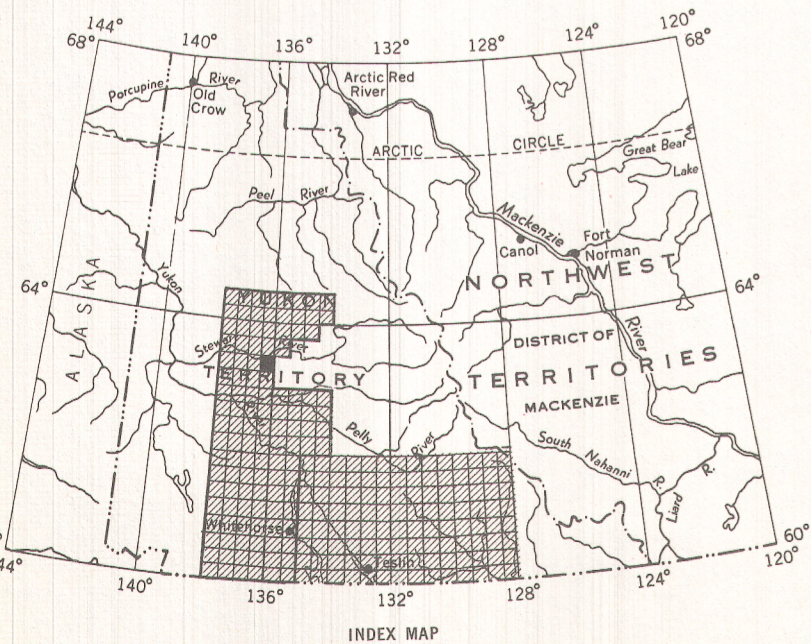 144°
140°
136°
132°
128°
124°
120°
68°
68°
Porcupine River
Old
Crow
Arctic Red
River
ARCTIC CIRCLE
Great Bear
Lake
Peel River
Mackenzie
Canol
Fort
Norman
NORTHWEST
64°
64°
Yukon
YUKON
ALASKA
Stewart River
River
DISTRICT OF
TERRITORY
TERRITORIES
MACKENZIE
Pelly
River
South Nahanni R.
Liard R.
Whitehorse
Teslin
60°
44°
140°
136°
132°
128°
124°
120°
INDEX MAP